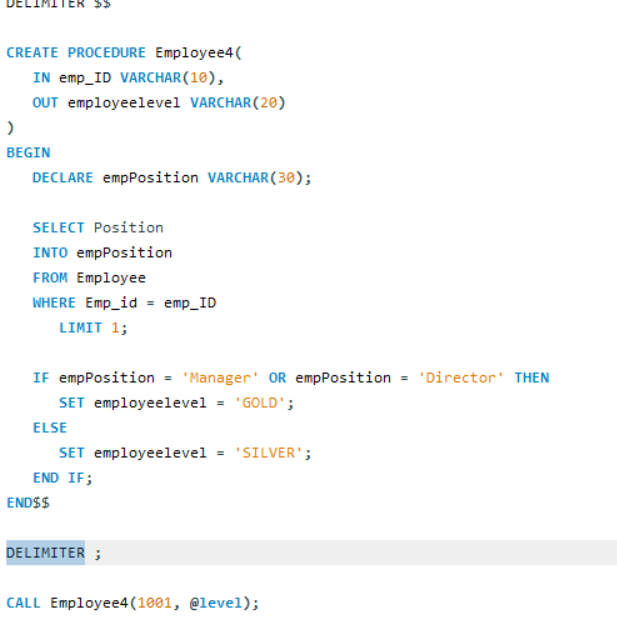 DELIMITER $$
CREATE PROCEDURE Employee4(
IN emp_ID VARCHAR(10),
OUT employeelevel VARCHAR(20)
)
BEGIN
DECLARE empPosition VARCHAR(30);
SELECT Position
INTO empPosition
FROM Employee
WHERE Emp_id = emp_ID
LIMIT 1;
IF empPosition = 'Manager' OR empPosition = 'Director' THEN
SET employeelevel = 'GOLD';
ELSE
SET employeelevel = 'SILVER';
END IF;
END$$
DELIMITER ;
CALL Employee4(1001, @level);